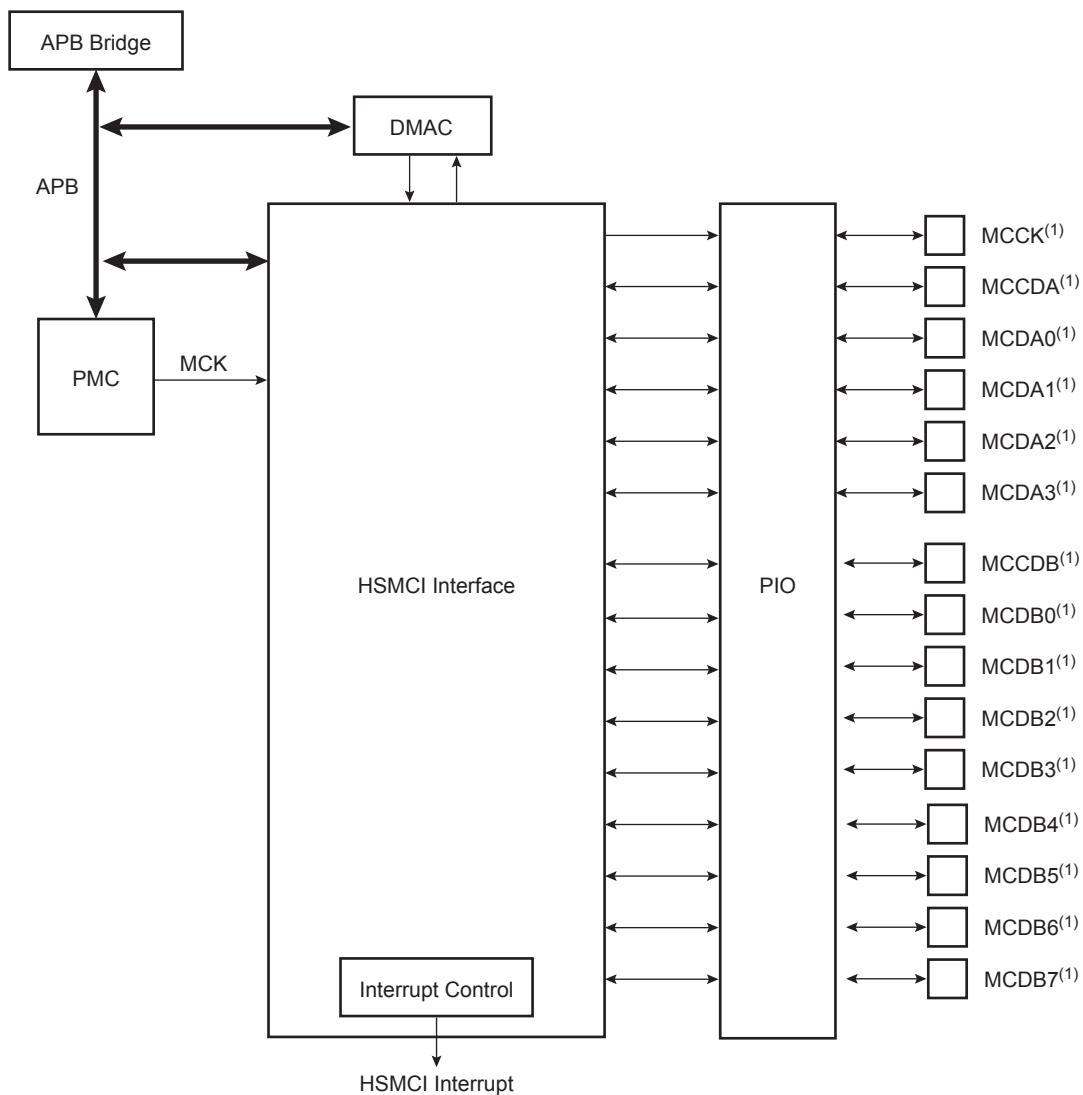 APB Bridge
DMAC
APB
MCCK(1)
MCCDA(1)
MCDA0(1)
PMC
MCK
MCDA1(1)
MCDA2(1)
MCDA3(1)
HSMCI Interface
PIO
MCCDB(1)
MCDB0(1)
MCDB1(1)
MCDB2(1)
MCDB3(1)
MCDB4(1)
MCDB5(1)
MCDB6(1)
MCDB7(1)
Interrupt Control
HSMCI Interrupt